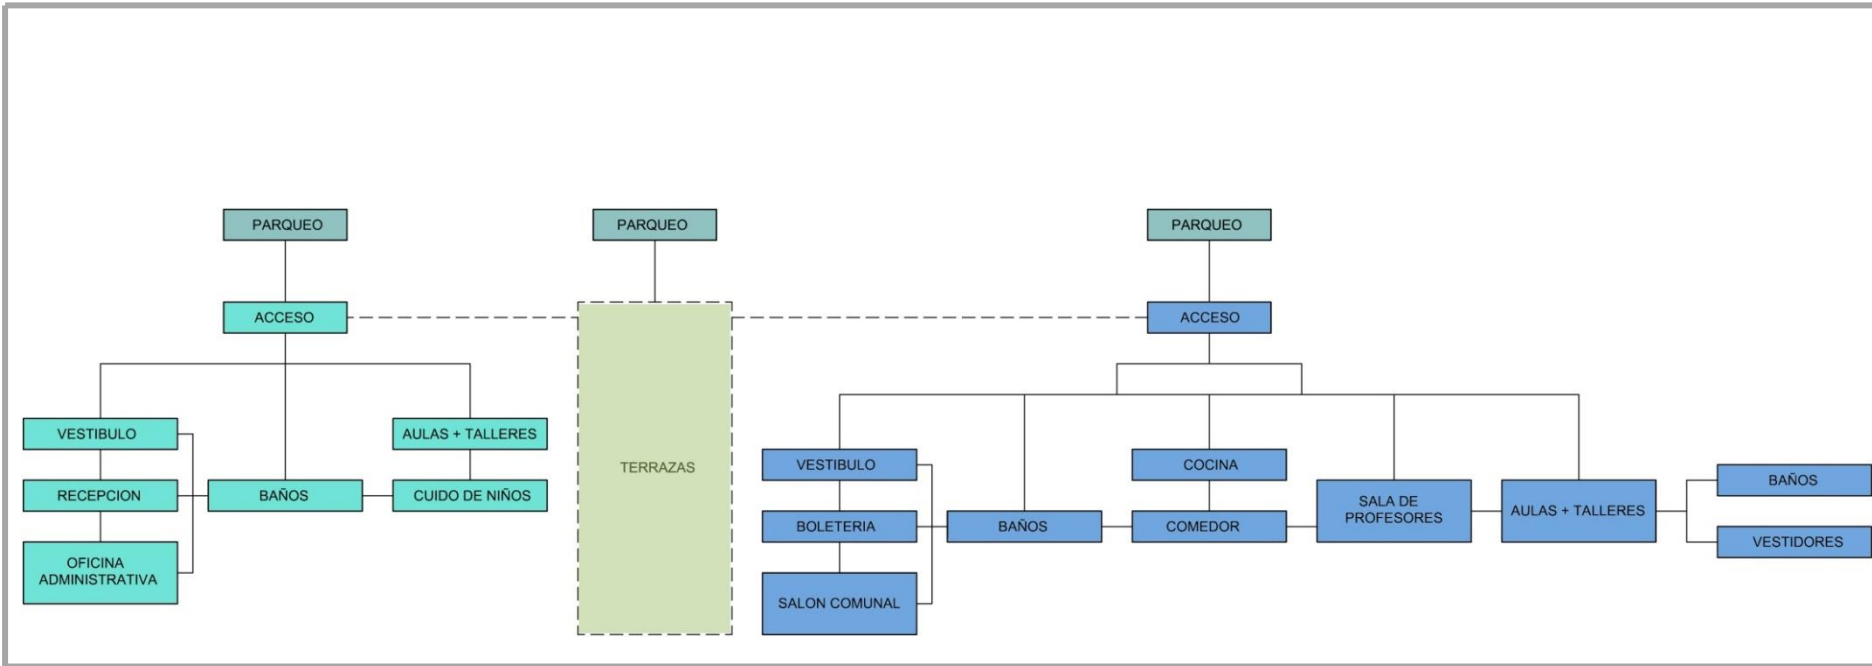 PARQUEO
PARQUEO
PARQUEO
ACCESO
ACCESO
VESTIBULO
AULAS + TALLERES
RECEPCION
BAÑOS
CUIDO DE NIÑOS
OFICINA
ADMINISTRATIVA
TERRAZAS
VESTIBULO
COCINA
BOLETERIA
BAÑOS
COMEDOR
SALA DE
PROFESORES
AULAS + TALLERES
BAÑOS
VESTIDORES
SALON COMUNAL